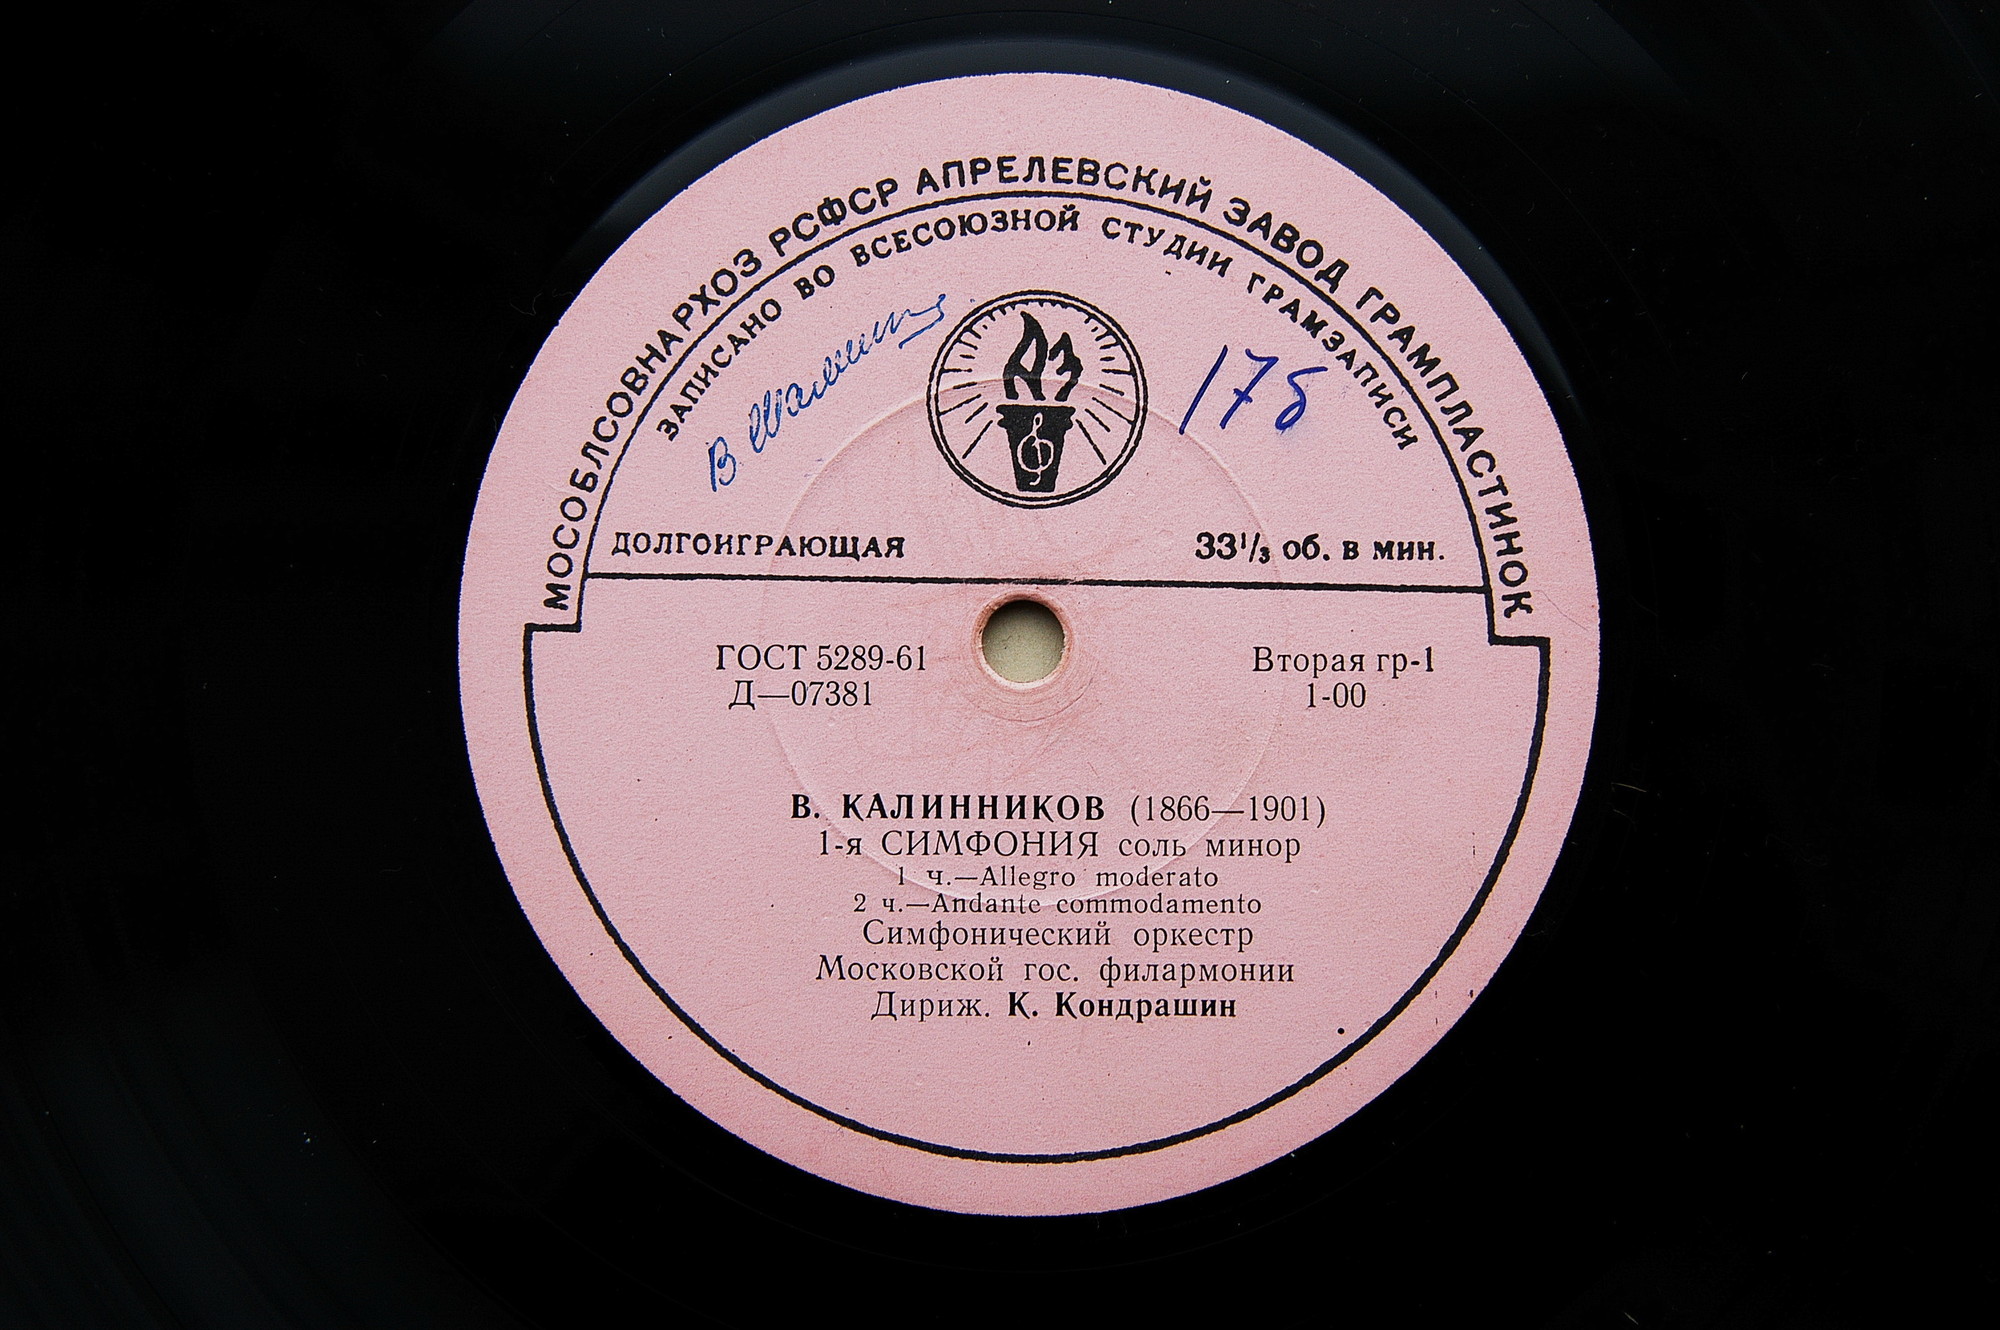 МОСОБЛСОВНАРХОЗ РСФСР АПРЕЛЕВСКИЙ ЗАВОД ГРАМПЛАСТИНОК
ЗАПИСАНО ВО ВСЕСОЮЗНОЙ СТУДИИ ГРАМЗАПИСИ
В
17б
ДОЛГОИГРАЮЩАЯ 33 1/3 об. в мин.
ГОСТ 5289-61 Вторая гр-1
Д—07381 1-00
В. КАЛИННИКОВ (1866—1901)
1-я СИМФОНИЯ соль минор
1 ч.—Allegro moderato
2 ч.—Andante commodamento
Симфонический оркестр
Московской гос. филармонии
Дириж. К. Кондрашин